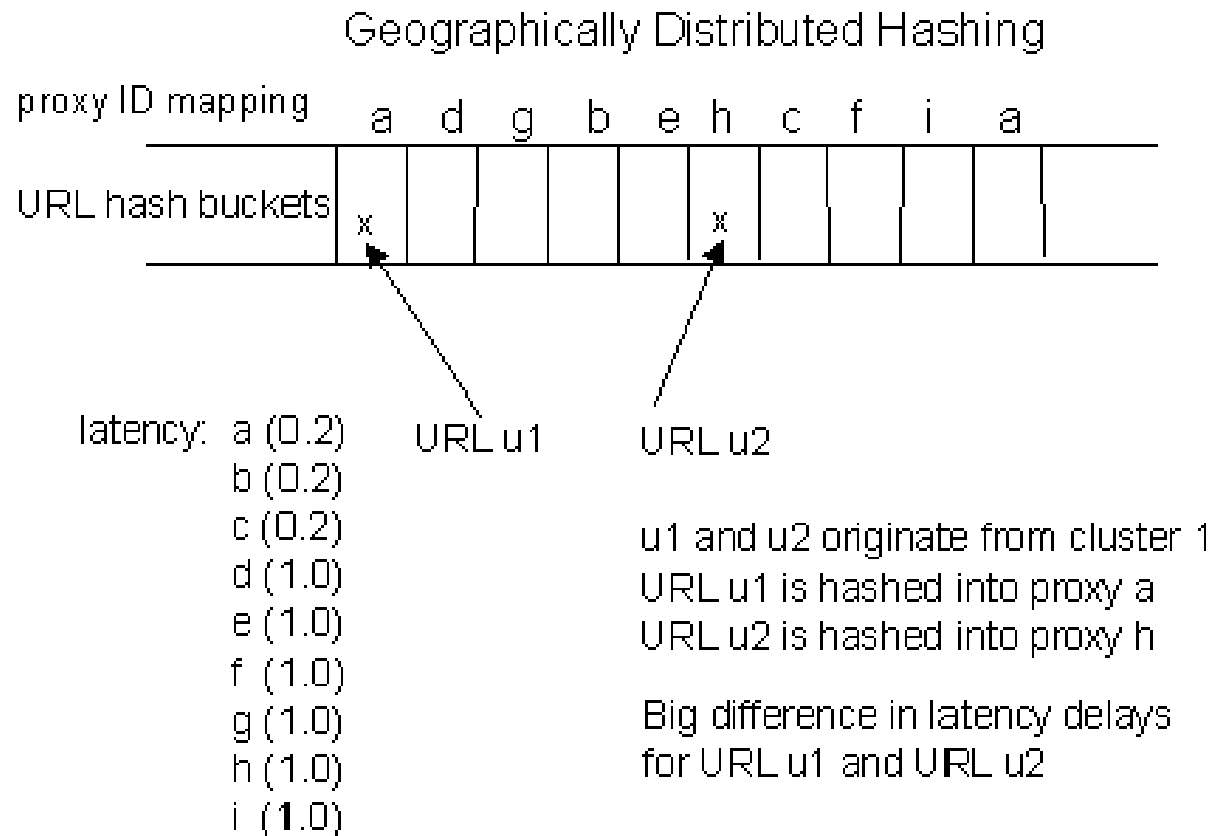 Geographically Distributed Hashing
proxy ID mapping a d g b e h c f i a
URL hash buckets x x
latency: a (0.2) URL u1 URL u2
b (0.2)
c (0.2)
d (1.0)
e (1.0)
f (1.0)
g (1.0)
h (1.0)
i (1.0)
u1 and u2 originate from cluster 1
URL u1 is hashed into proxy a
URL u2 is hashed into proxy h
Big difference in latency delays
for URL u1 and URL u2